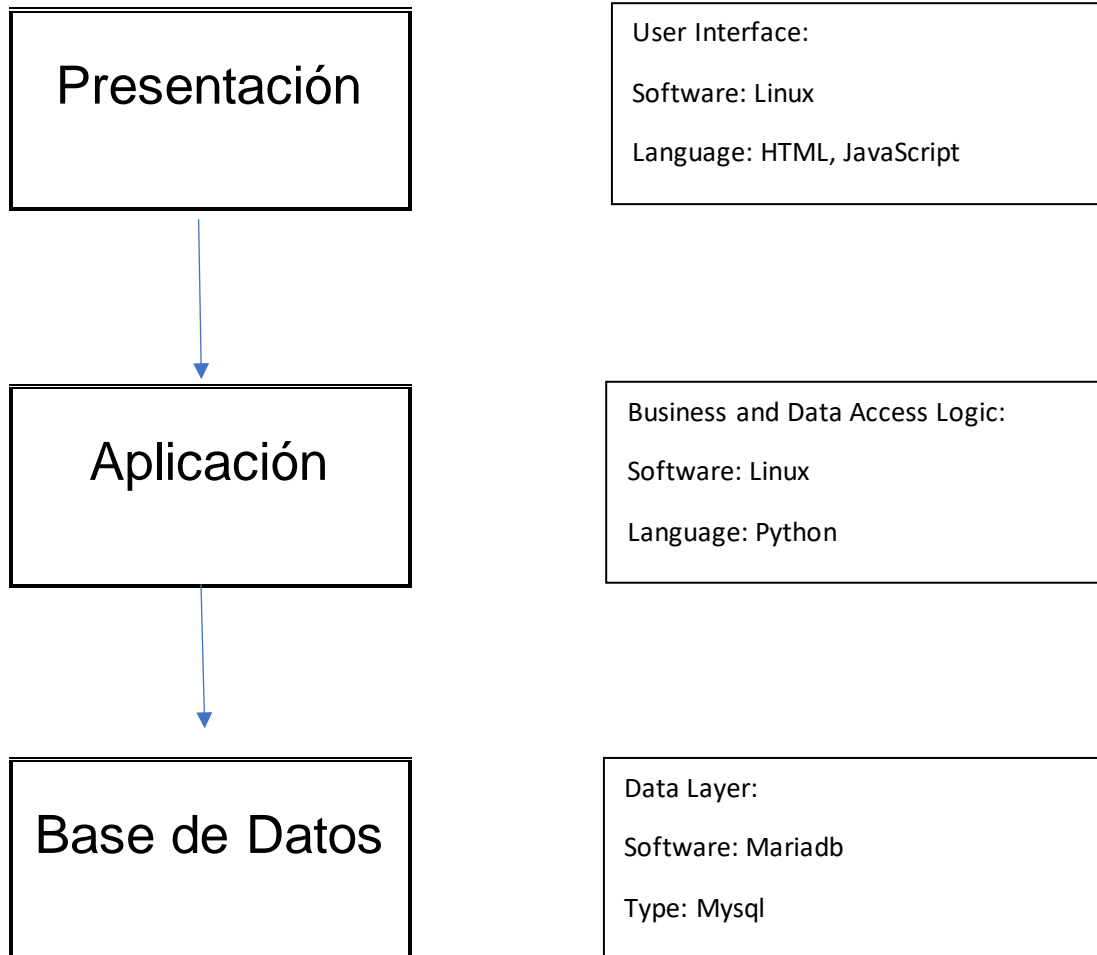 Presentación
User Interface:
Software: Linux
Language: HTML, JavaScript
Aplicación
Business and Data Access Logic:
Software: Linux
Language: Python
Base de Datos
Data Layer:
Software: Mariadb
Type: Mysql